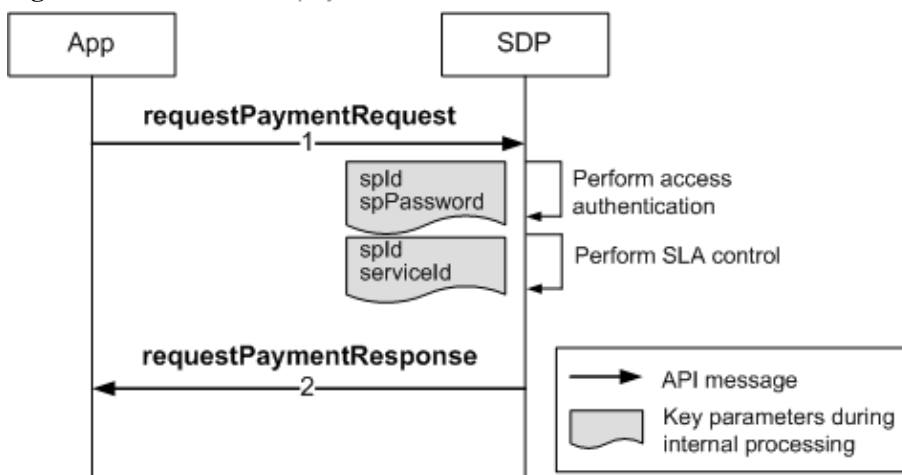 App
SDP
requestPaymentRequest
1
spId
spPassword
Perform access
authentication
spId
serviceId
Perform SLA control
requestPaymentResponse
2
API message
Key parameters during
internal processing